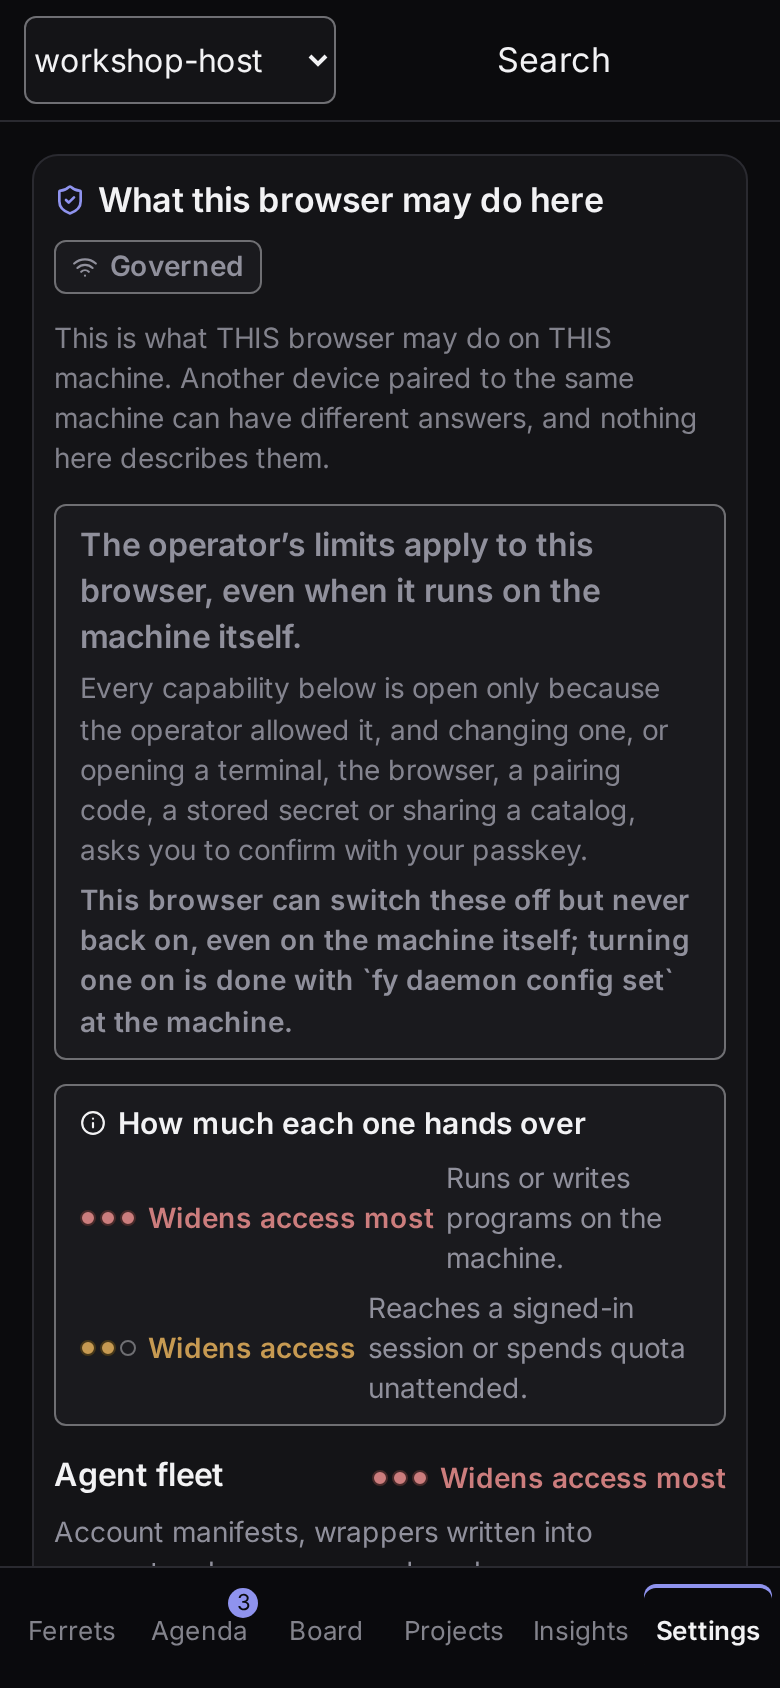 workshop-host
Search
What this browser may do here
Governed
This is what THIS browser may do on THIS
machine. Another device paired to the same
machine can have different answers, and nothing
here describes them.
The operator’s limits apply to this
browser, even when it runs on the
machine itself.
Every capability below is open only because
the operator allowed it, and changing one, or
opening a terminal, the browser, a pairing
code, a stored secret or sharing a catalog,
asks you to confirm with your passkey.
This browser can switch these off but never
back on, even on the machine itself; turning
one on is done with `fy daemon config set`
at the machine.
How much each one hands over
Widens access most
Runs or writes
programs on the
machine.
Widens access
Reaches a signed-in
session or spends quota
unattended.
Agent fleet
Widens access most
Account manifests, wrappers written into
3
Ferrets
Agenda
Board
Projects
Insights
Settings